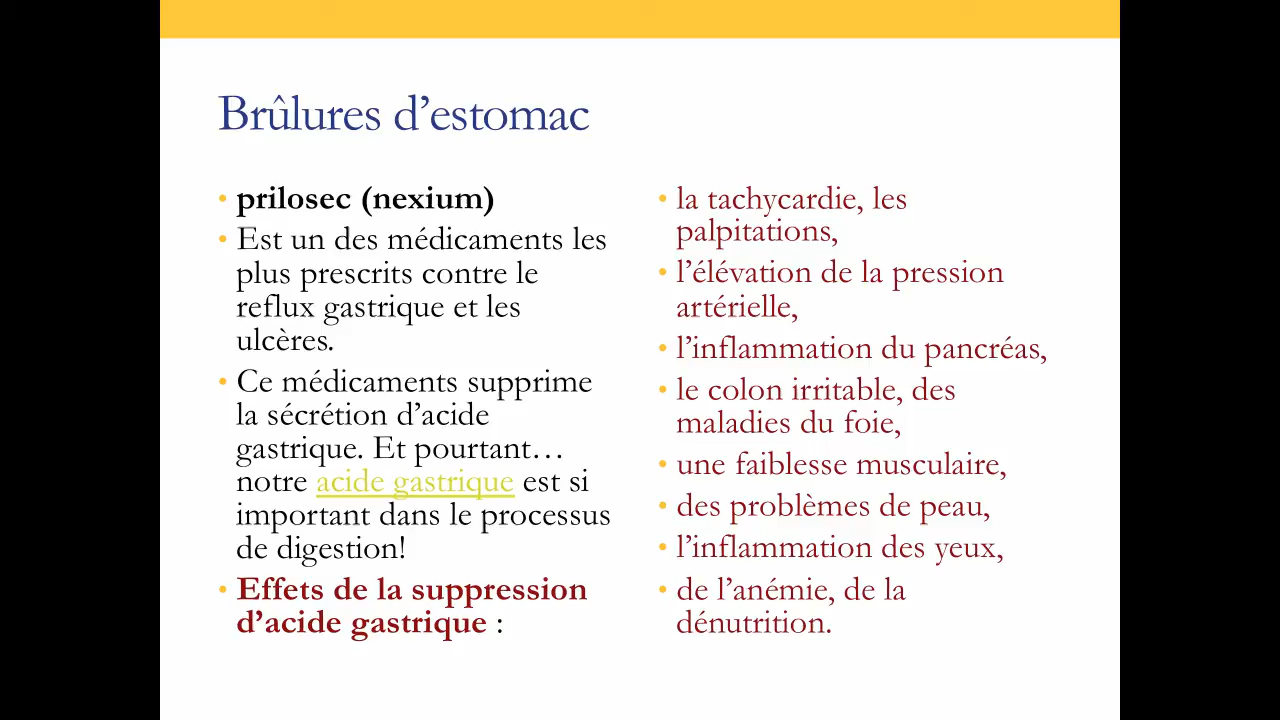 Brûlures d’estomac
• prilosec (nexium)
• Est un des médicaments les
plus prescrits contre le
reflux gastrique et les
ulcères.
• Ce médicaments supprime
la sécrétion d’acide
gastrique. Et pourtant…
notre acide gastrique est si
important dans le processus
de digestion!
• Effets de la suppression
d’acide gastrique :
• la tachycardie, les
palpitations,
• l’élévation de la pression
artérielle,
• l’inflammation du pancréas,
• le colon irritable, des
maladies du foie,
• une faiblesse musculaire,
• des problèmes de peau,
• l’inflammation des yeux,
• de l’anémie, de la
dénutrition.